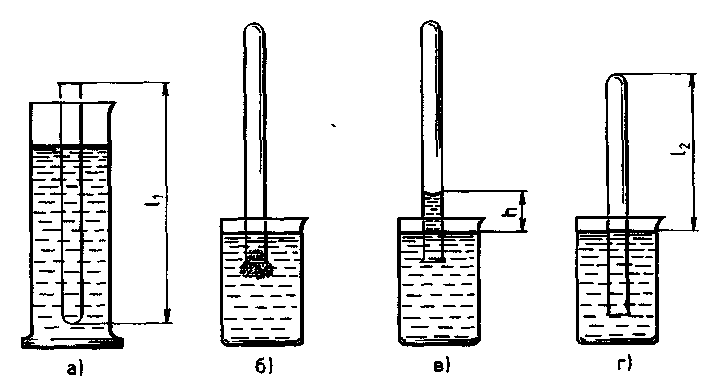 l₁
h
l₂
а) б) в) г)